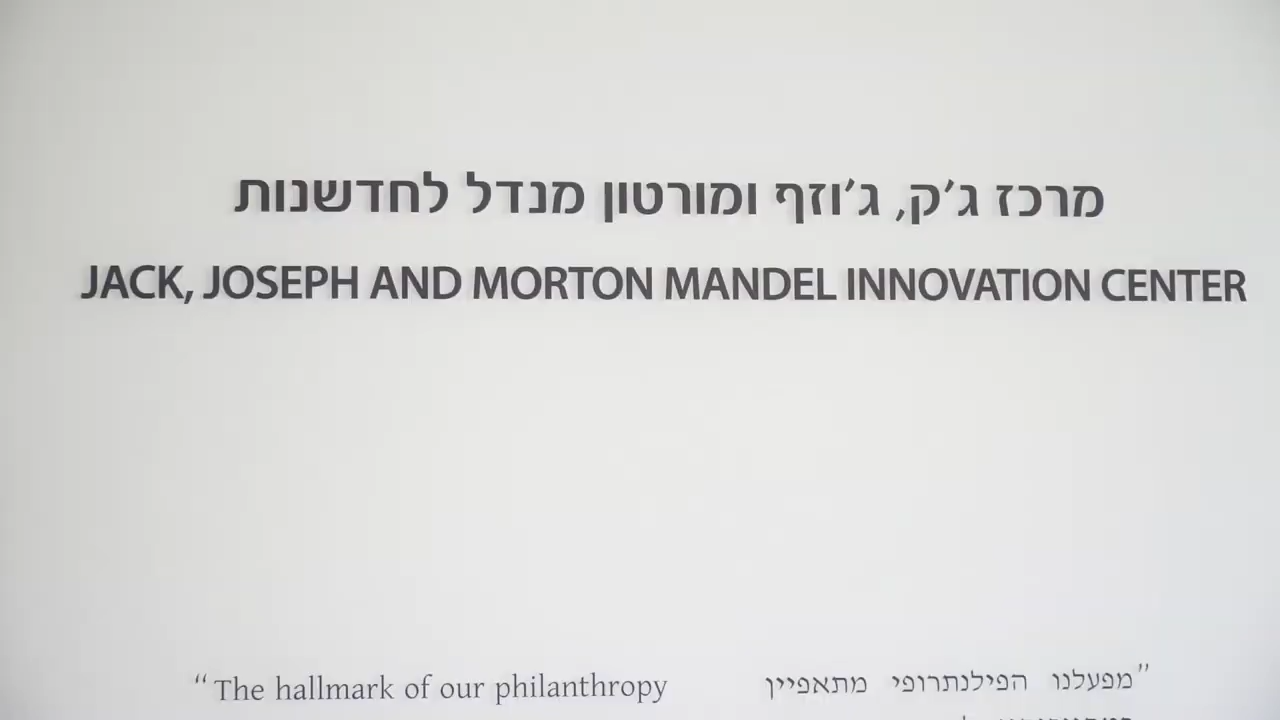 מרכז ג'ק, ג'וזף ומורטון מנדל לחדשנות
JACK, JOSEPH AND MORTON MANDEL INNOVATION CENTER
“The hallmark of our philanthropy
”מפעלנו הפילנתרופי מתאפיין